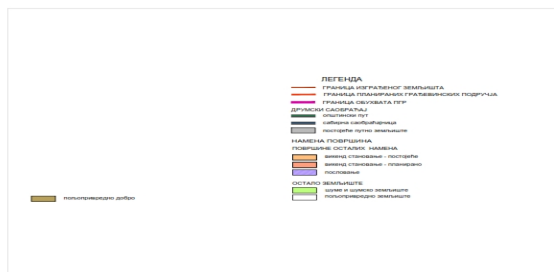 ЛЕГЕНДА
ГРАНИЦА ИЗГРАЂЕНОГ ЗЕМЉИШТА
ГРАНИЦА ПЛАНИРАНИХ ГРАЂЕВИНСКИХ ПОДРУЧЈА
ГРАНИЦА ОБУХВАТА ПГР
ДРУМСКИ САОБРАЋАЈ
општински пут
сабирна саобраћајница
постојеће путно земљиште
НАМЕНА ПОВРШИНА
ПОВРШИНЕ ОСТАЛИХ НАМЕНА
викенд становање - постојеће
викенд становање - планирано
пословање
ОСТАЛО ЗЕМЉИШТЕ
шуме и шумско земљиште
пољопривредно земљиште
пољопривредно добро